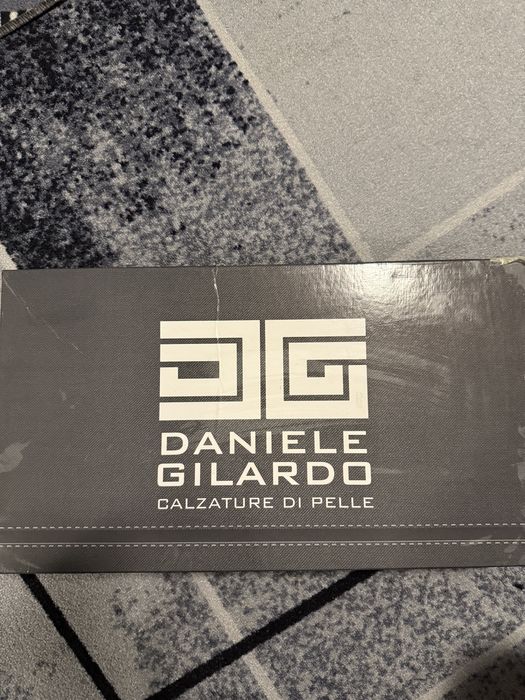 DG
DANIELE
GILARDO
CALZATURE DI PELLE